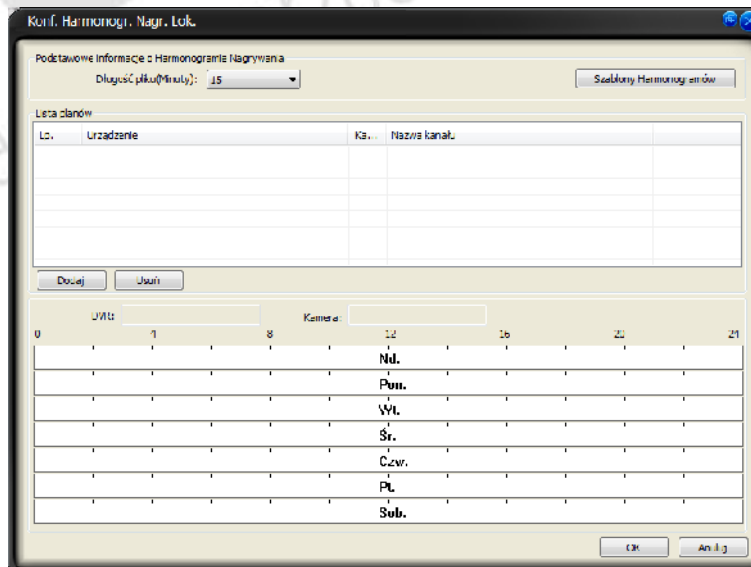 Konf. Harmonogr. Nagr. Lok.
Podstawowe Informacje o Harmonogramie Nagrywania
Długość pliku(Minuty): 15
Szablony Harmonogramów
Lista planów
Lp. Urządzenie Ka... Nazwa kanału
Dodaj Usuń
DVR: Kamera:
0 4 8 12 16 20 24
Nd.
Pon.
Wt.
Śr.
Czw.
Pt.
Sob.
OK Anuluj